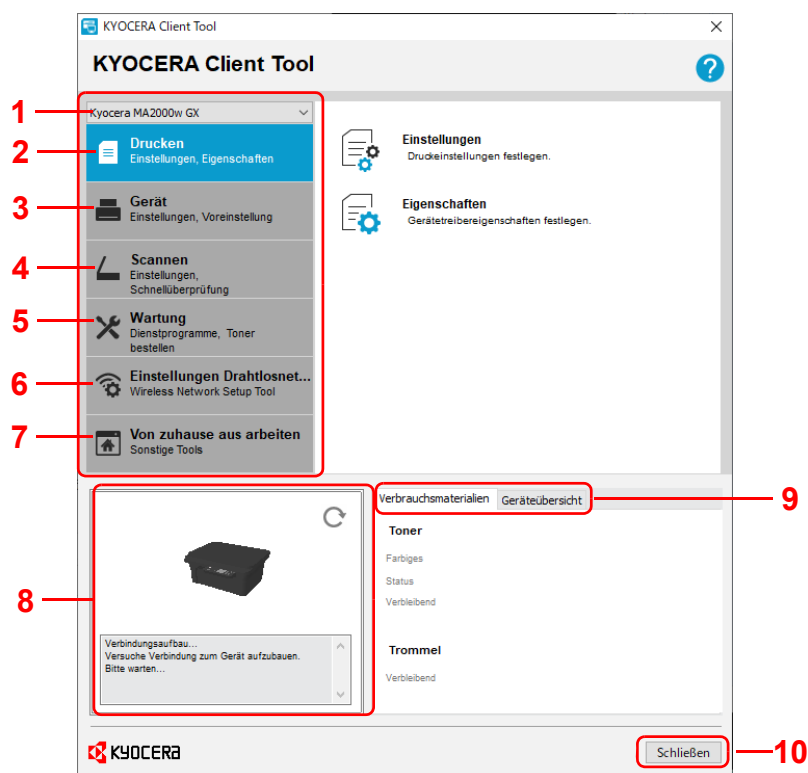 KYOCERA Client Tool
KYOCERA Client Tool
?
1
Kyocera MA2000w GX
2
Drucken
Einstellungen, Eigenschaften
3
Gerät
Einstellungen, Voreinstellung
4
Scannen
Einstellungen,
Schnellüberprüfung
5
Wartung
Dienstprogramme, Toner
bestellen
6
Einstellungen Drahtlosnet...
Wireless Network Setup Tool
7
Von zuhause aus arbeiten
Sonstige Tools
Einstellungen
Druckeinstellungen festlegen.
Eigenschaften
Gerätetreibereigenschaften festlegen.
8
Verbindungsaufbau...
Versuche Verbindung zum Gerät aufzubauen.
Bitte warten...
Verbrauchsmaterialien Geräteübersicht
9
Toner
Farbiges
Status
Verbleibend
Trommel
Verbleibend
KYOCERA
Schließen
10